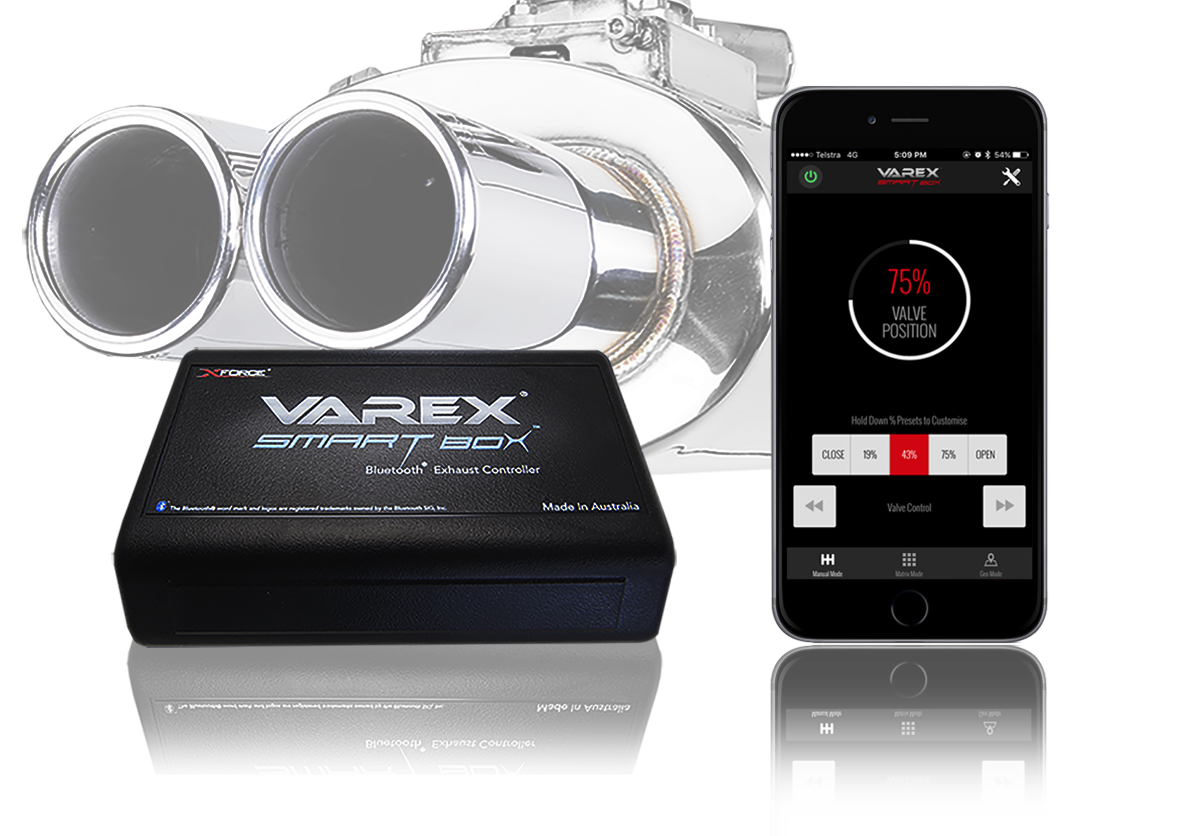 XFORCE®
VAREX®
SMART BOX™
Bluetooth® Exhaust Controller
The Bluetooth® word mark and logos are registered trademarks owned by the Bluetooth SIG, Inc.
Made In Australia
Telstra 4G 5:09 PM 54%
VAREX
SMART BOX
75%
VALVE
POSITION
Hold Down % Presets to Customise
CLOSE 19% 43% 75% OPEN
Valve Control
Manual Mode Matrix Mode Geo Mode